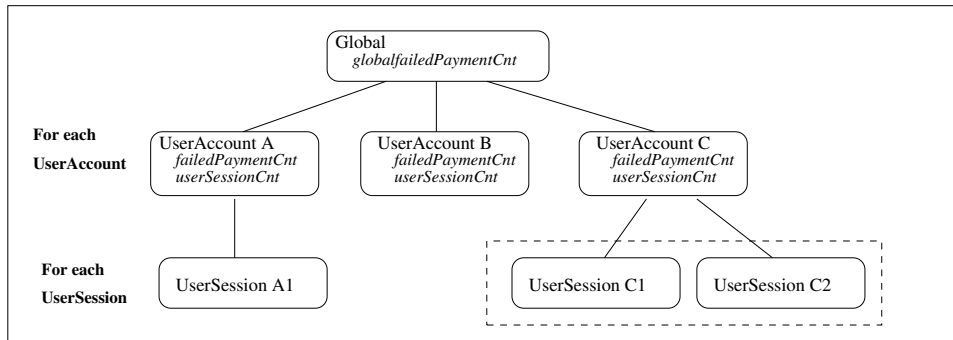 Global
globalfailedPaymentCnt
For each
UserAccount
UserAccount A
failedPaymentCnt
userSessionCnt
UserAccount B
failedPaymentCnt
userSessionCnt
UserAccount C
failedPaymentCnt
userSessionCnt
For each
UserSession
UserSession A1
UserSession C1
UserSession C2